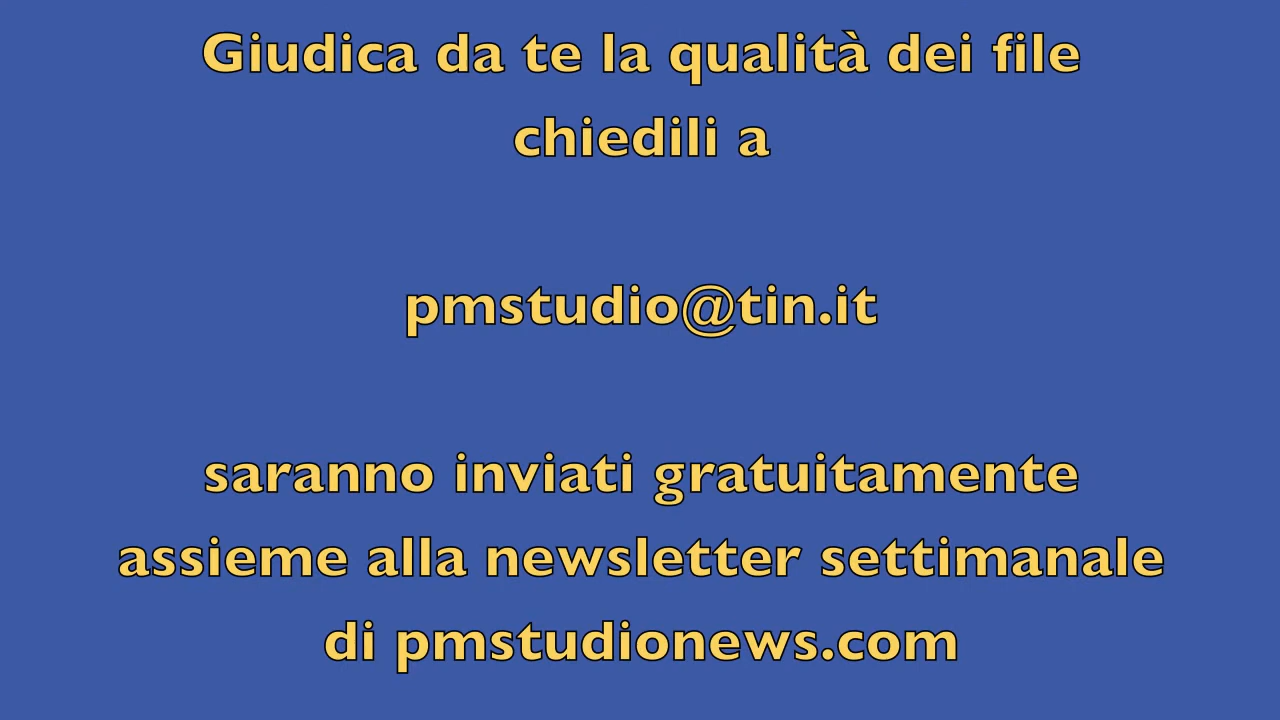 Giudica da te la qualità dei file
chiedili a
pmstudio@tin.it
saranno inviati gratuitamente
assieme alla newsletter settimanale
di pmstudionews.com